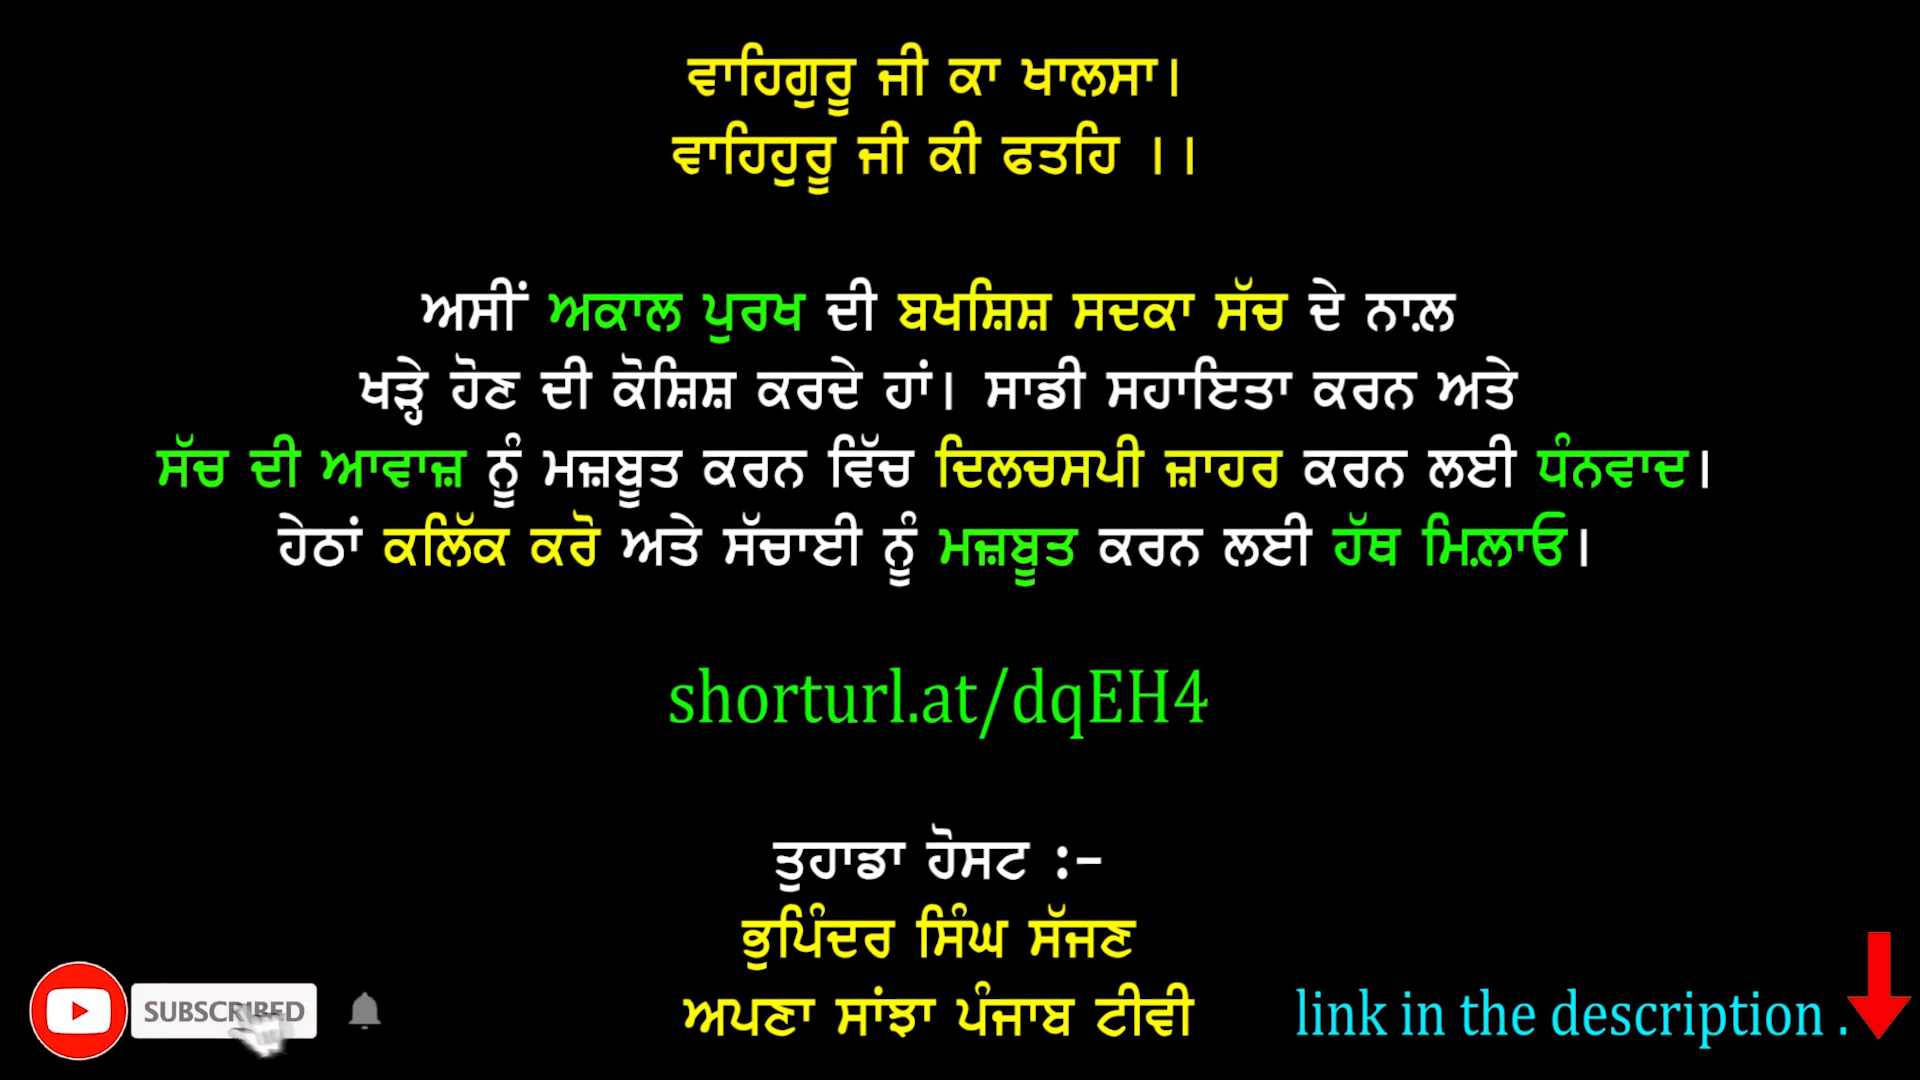 ਵਾਹਿਗੁਰੂ ਜੀ ਕਾ ਖਾਲਸਾ।
ਵਾਹਿਹੁਰੂ ਜੀ ਕੀ ਫਤਹਿ ।।
ਅਸੀਂ ਅਕਾਲ ਪੁਰਖ ਦੀ ਬਖਸ਼ਿਸ਼ ਸਦਕਾ ਸੱਚ ਦੇ ਨਾਲ਼
ਖੜ੍ਹੇ ਹੋਣ ਦੀ ਕੋਸ਼ਿਸ਼ ਕਰਦੇ ਹਾਂ। ਸਾਡੀ ਸਹਾਇਤਾ ਕਰਨ ਅਤੇ
ਸੱਚ ਦੀ ਆਵਾਜ਼ ਨੂੰ ਮਜ਼ਬੂਤ ਕਰਨ ਵਿੱਚ ਦਿਲਚਸਪੀ ਜ਼ਾਹਰ ਕਰਨ ਲਈ ਧੰਨਵਾਦ।
ਹੇਠਾਂ ਕਲਿੱਕ ਕਰੋ ਅਤੇ ਸੱਚਾਈ ਨੂੰ ਮਜ਼ਬੂਤ ਕਰਨ ਲਈ ਹੱਥ ਮਿਲ਼ਾਓ।
shorturl.at/dqEH4
ਤੁਹਾਡਾ ਹੋਸਟ :-
ਭੁਪਿੰਦਰ ਸਿੰਘ ਸੱਜਣ
ਅਪਣਾ ਸਾਂਝਾ ਪੰਜਾਬ ਟੀਵੀ
SUBSCRIBED
link in the description .